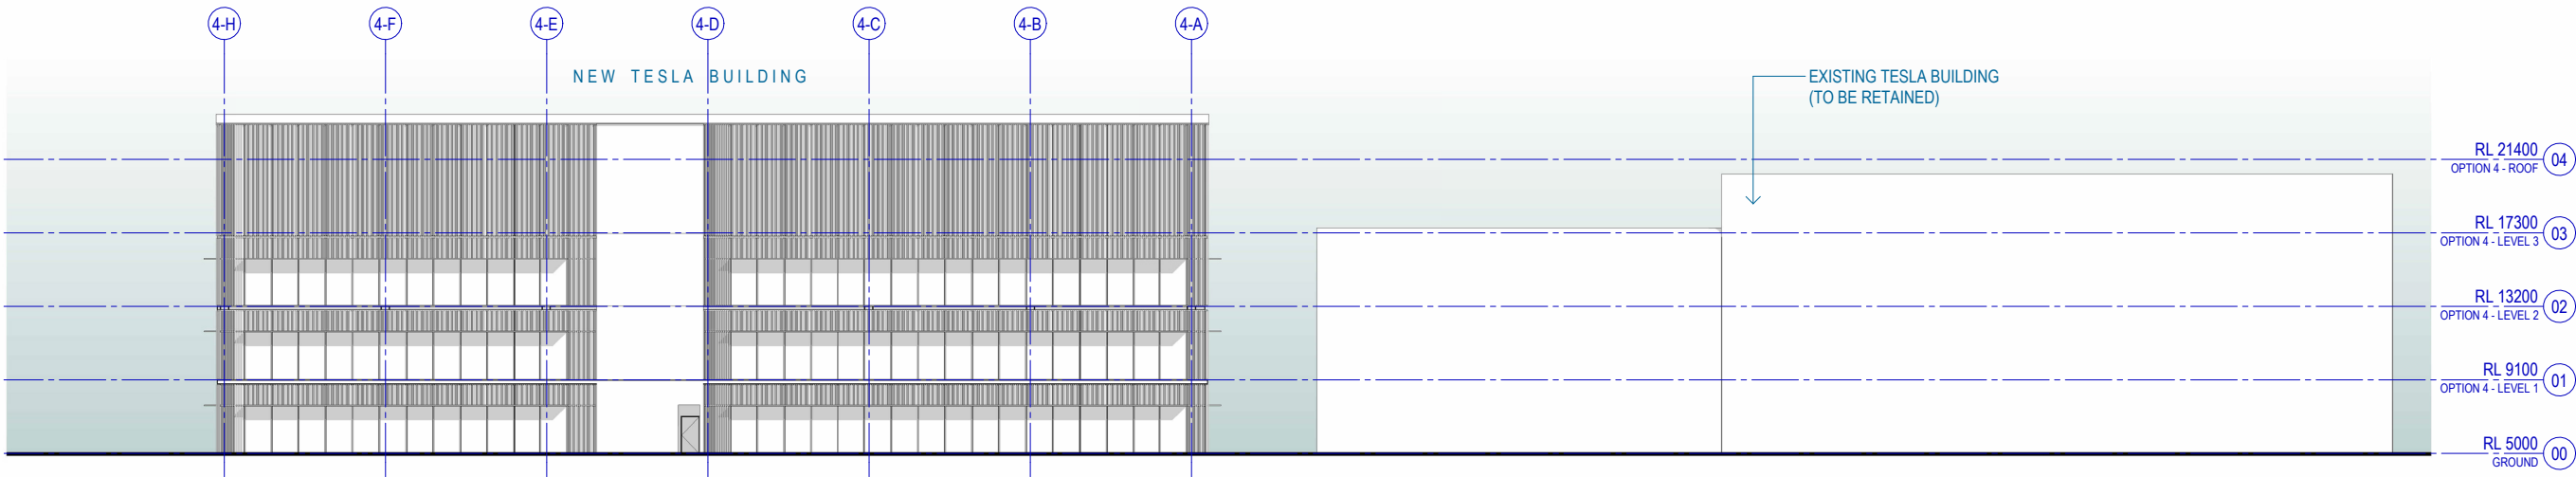 4-H
4-F
4-E
4-D
4-C
4-B
4-A
NEW TESLA BUILDING
EXISTING TESLA BUILDING
(TO BE RETAINED)
RL 21400
OPTION 4 - ROOF
04
RL 17300
OPTION 4 - LEVEL 3
03
RL 13200
OPTION 4 - LEVEL 2
02
RL 9100
OPTION 4 - LEVEL 1
01
RL 5000
GROUND
00